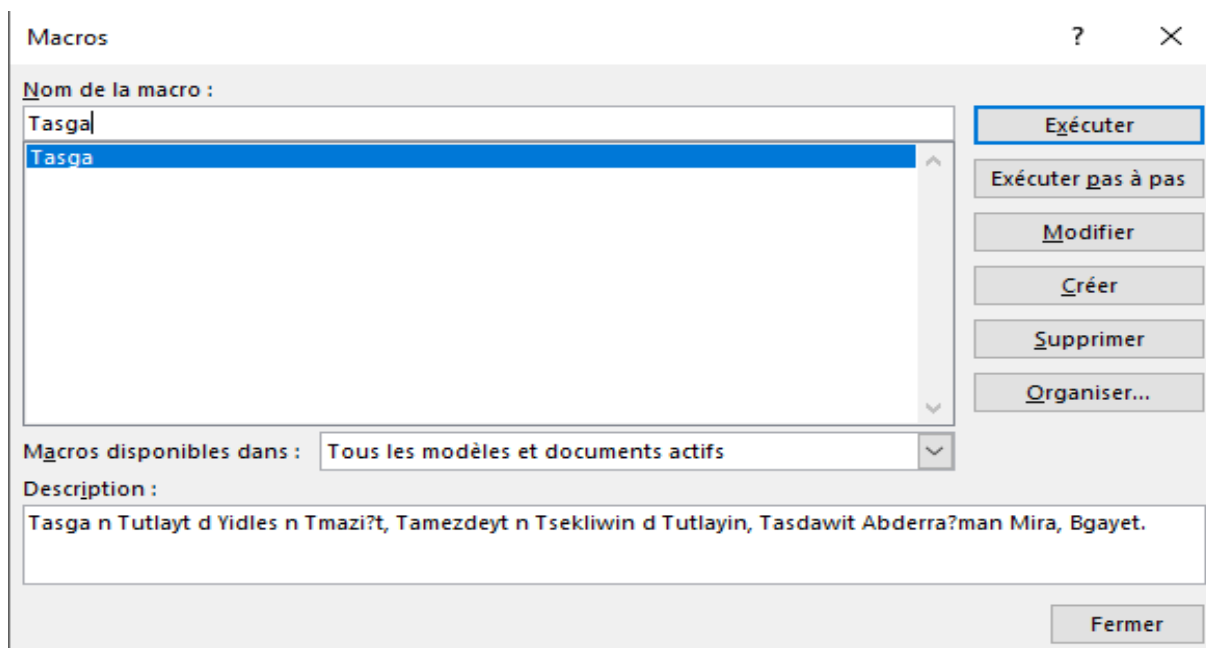 Macros ? ×
Nom de la macro :
Tasga
Exécuter
Tasga
Exécuter pas à pas
Modifier
Créer
Supprimer
Organiser...
Macros disponibles dans : Tous les modèles et documents actifs
Description :
Tasga n Tutlayt d Yidles n Tmazi?t, Tamezdeyt n Tsekliwin d Tutlayin, Tasdawit Abderra?man Mira, Bgayet.
Fermer